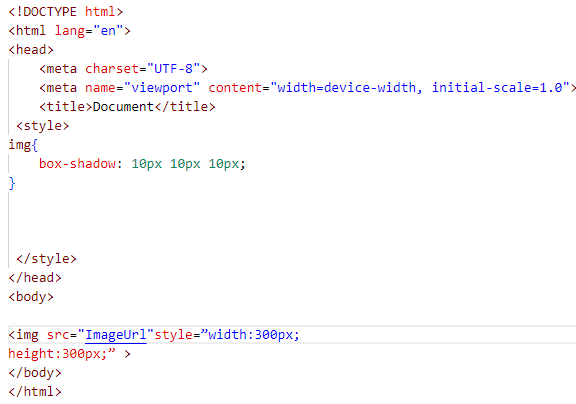 <!DOCTYPE html>
<html lang="en">
<head>
    <meta charset="UTF-8">
    <meta name="viewport" content="width=device-width, initial-scale=1.0">
    <title>Document</title>
 <style>
img{
    box-shadow: 10px 10px 10px;
}
 </style>
</head>
<body>
<img src="ImageUrl"style=”width:300px;
height:300px;” >
</body>
</html>